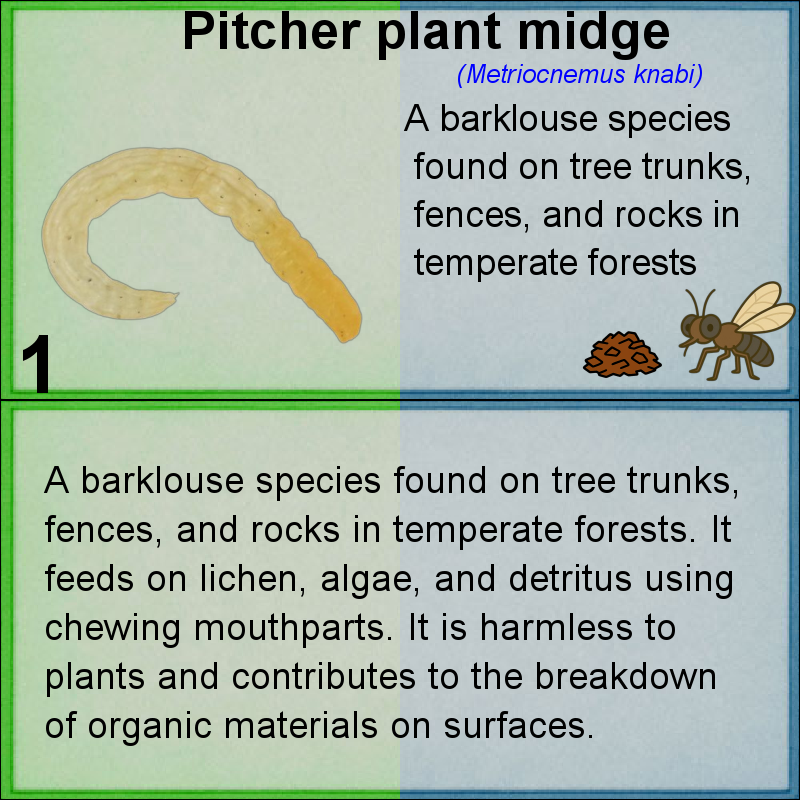 Pitcher plant midge
(Metriocnemus knabi)
A barklouse species
found on tree trunks,
fences, and rocks in
temperate forests
1
A barklouse species found on tree trunks,
fences, and rocks in temperate forests. It
feeds on lichen, algae, and detritus using
chewing mouthparts. It is harmless to
plants and contributes to the breakdown
of organic materials on surfaces.